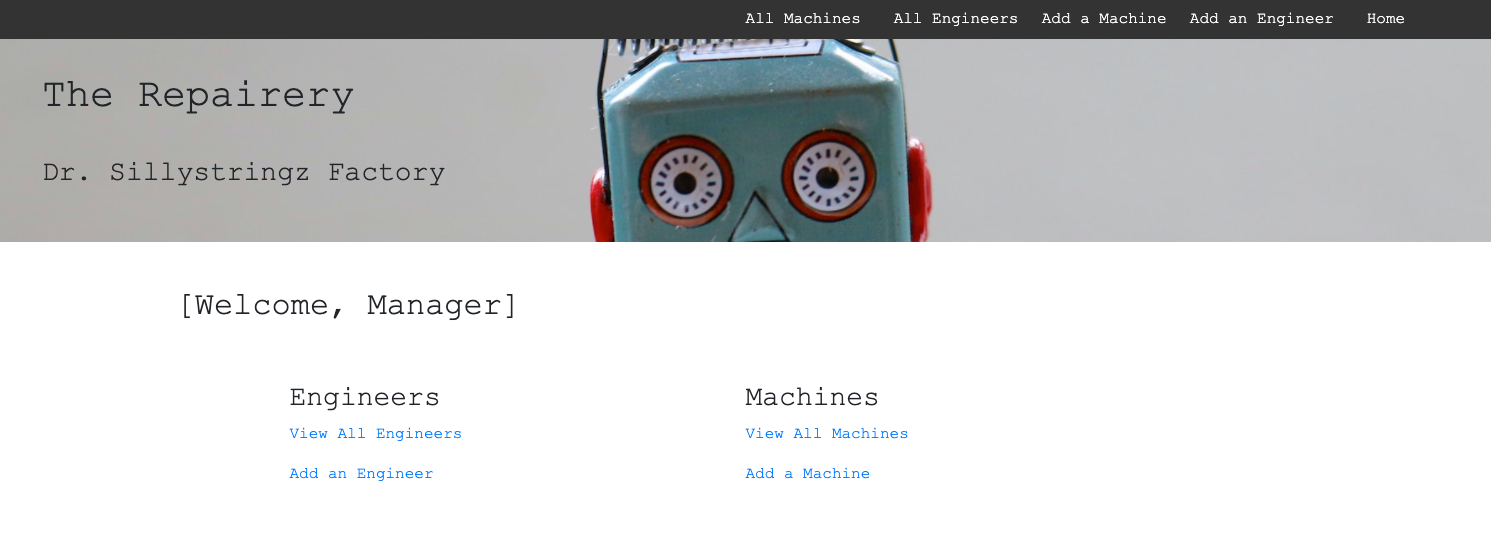 All Machines All Engineers Add a Machine Add an Engineer Home
The Repairery
Dr. Sillystringz Factory
[Welcome, Manager]
Engineers Machines
View All Engineers View All Machines
Add an Engineer Add a Machine